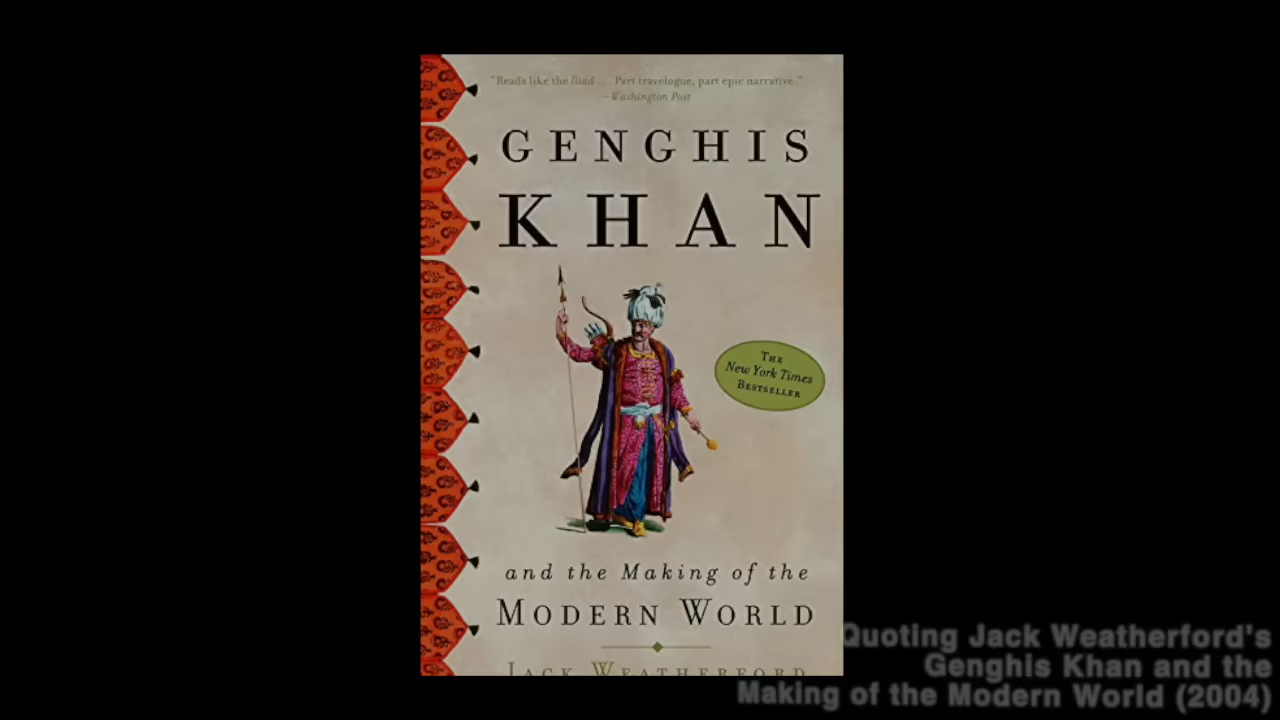 "Reads like the Iliad . . . Part travelogue, part epic narrative."
—Washington Post
GENGHIS
KHAN
THE
New York Times
BESTSELLER
and the Making of the
MODERN WORLD
JACK WEATHERFORD
Quoting Jack Weatherford's
Genghis Khan and the
Making of the Modern World (2004)